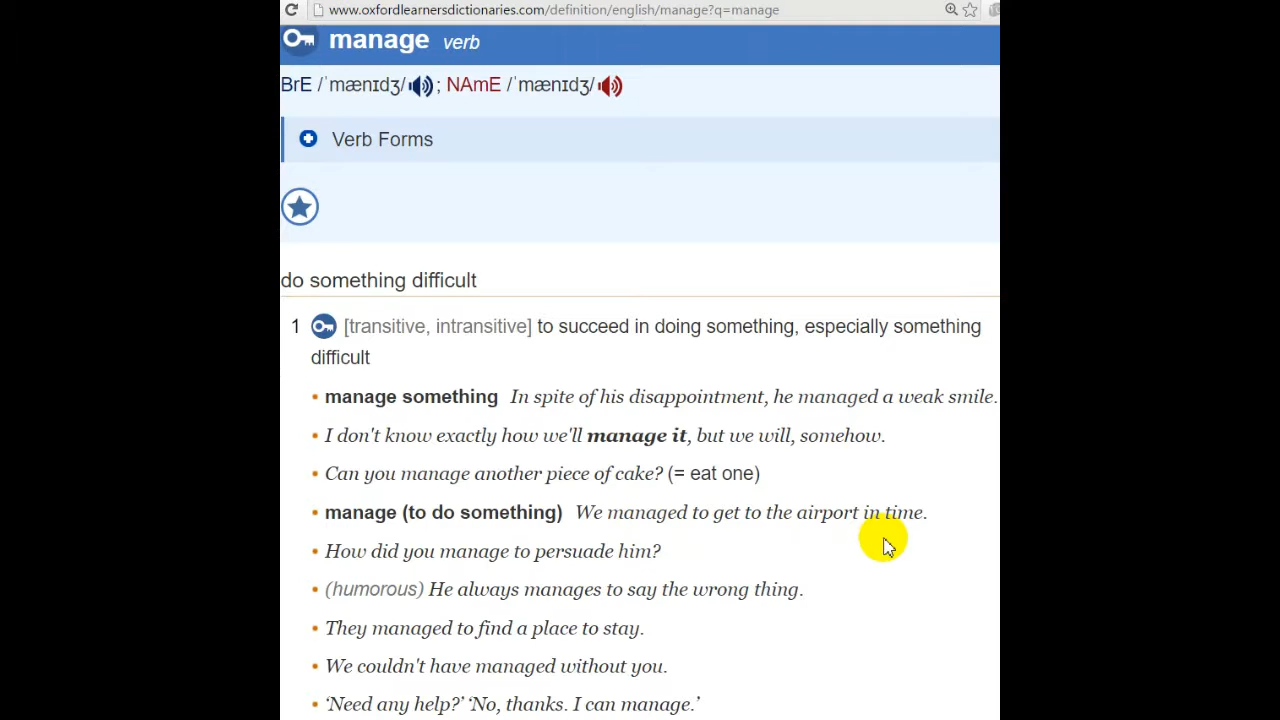 www.oxfordlearnersdictionaries.com/definition/english/manage?q=manage
manage verb
BrE /ˈmænɪdʒ/ ; NAmE /ˈmænɪdʒ/
Verb Forms
do something difficult
1 [transitive, intransitive] to succeed in doing something, especially something
difficult
• manage something In spite of his disappointment, he managed a weak smile.
• I don't know exactly how we'll manage it, but we will, somehow.
• Can you manage another piece of cake? (= eat one)
• manage (to do something) We managed to get to the airport in time.
• How did you manage to persuade him?
• (humorous) He always manages to say the wrong thing.
• They managed to find a place to stay.
• We couldn't have managed without you.
• ‘Need any help?’ ‘No, thanks. I can manage.’